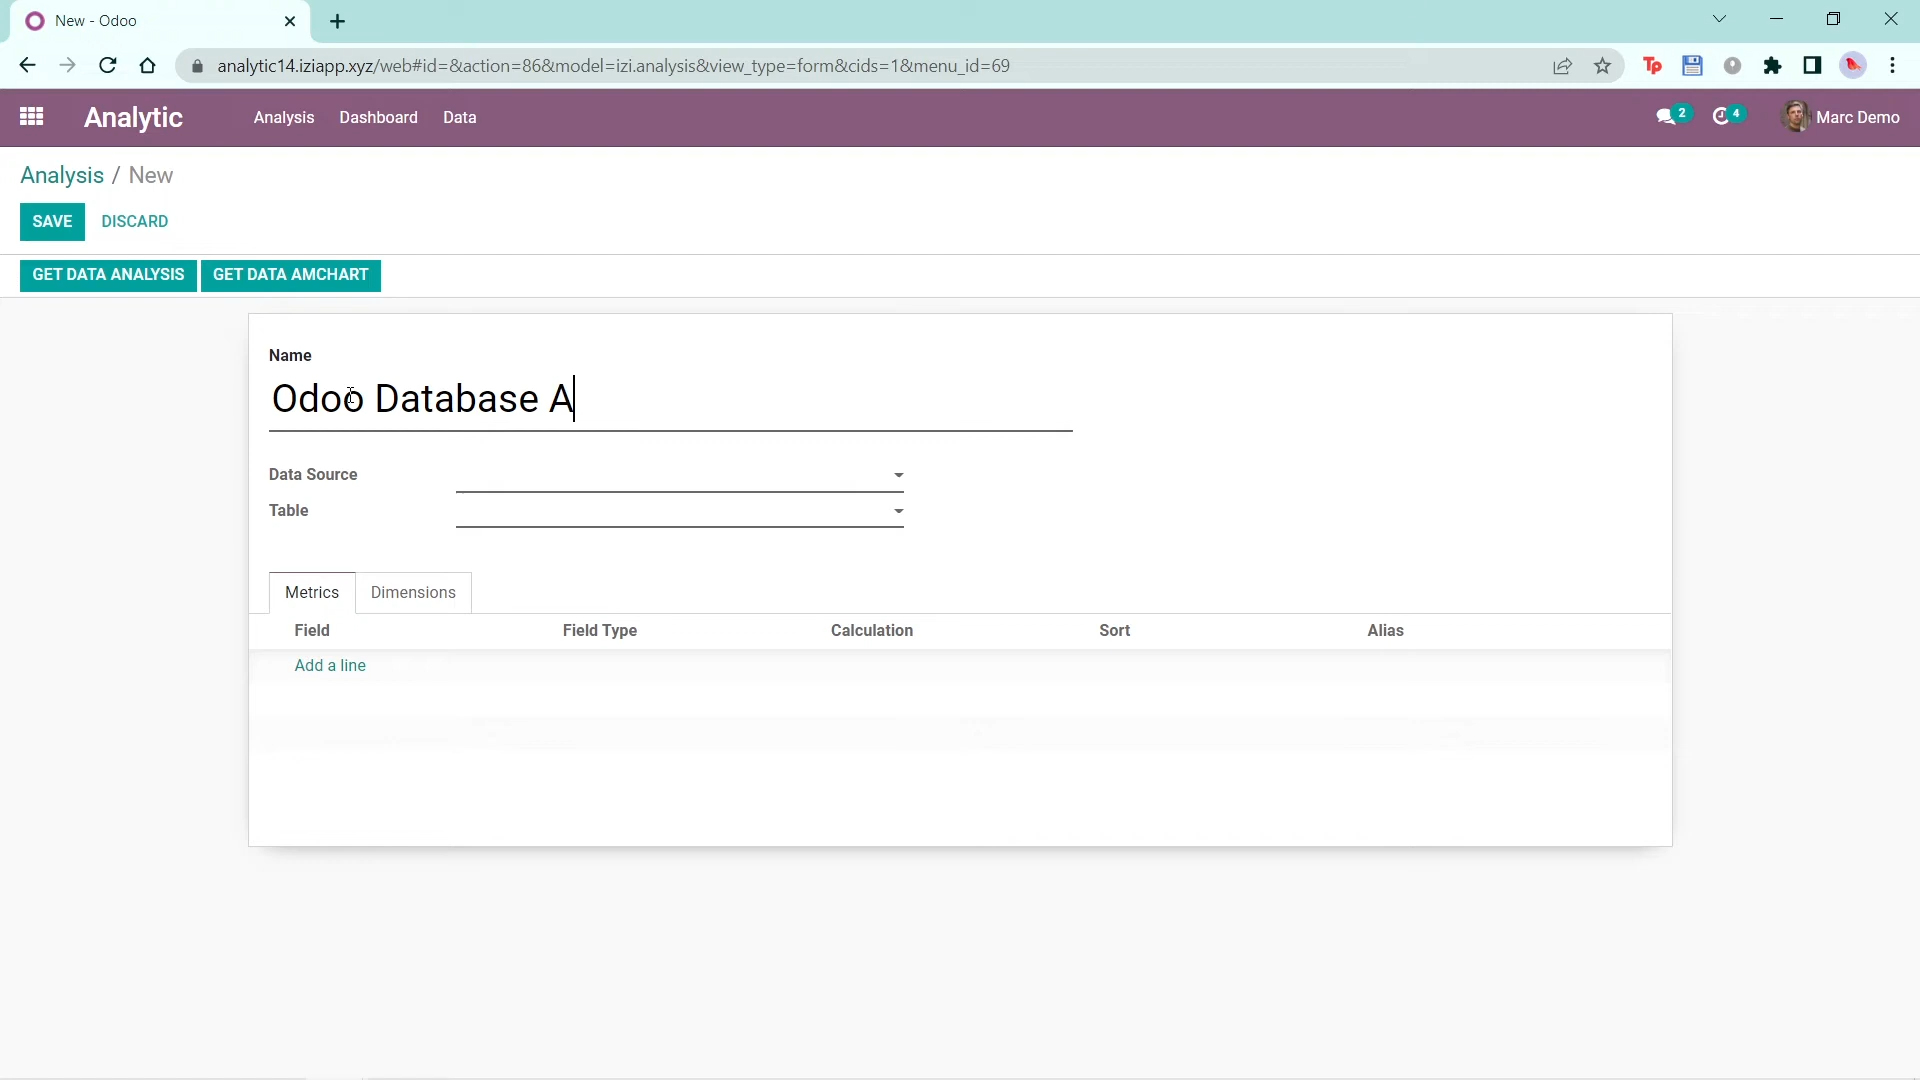 New - Odoo
analytic14.iziapp.xyz/web#id=&action=86&model=izi.analysis&view_type=form&cids=1&menu_id=69
Tp
Analytic Analysis Dashboard Data 2 4 Marc Demo
Analysis / New
SAVE DISCARD
GET DATA ANALYSIS GET DATA AMCHART
Name
Odoo Database A
Data Source
Table
Metrics Dimensions
Field Field Type Calculation Sort Alias
Add a line